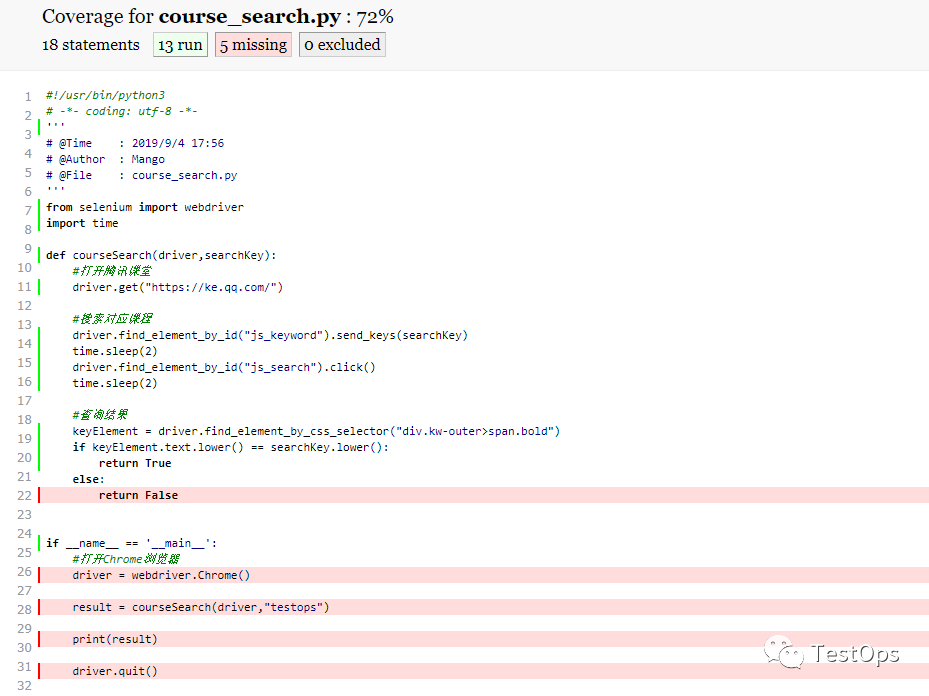 Coverage for course_search.py : 72%
18 statements 13 run 5 missing 0 excluded
1 #!/usr/bin/python3
2 # -*- coding: utf-8 -*-
3 '''
4 # @Time    : 2019/9/4 17:56
5 # @Author  : Mango
6 # @File    : course_search.py
7 '''
8 from selenium import webdriver
9 import time
10
11 def courseSearch(driver,searchKey):
12     #打开腾讯课堂
13     driver.get("https://ke.qq.com/")
14
15     #搜索对应课程
16     driver.find_element_by_id("js_keyword").send_keys(searchKey)
17     time.sleep(2)
18     driver.find_element_by_id("js_search").click()
19     time.sleep(2)
20
21     #查询结果
22     keyElement = driver.find_element_by_css_selector("div.kw-outer>span.bold")
23     if keyElement.text.lower() == searchKey.lower():
24         return True
25     else:
26         return False
27
28
29 if __name__ == '__main__':
30     #打开Chrome浏览器
31     driver = webdriver.Chrome()
32
    result = courseSearch(driver,"testops")
    print(result)
    driver.quit()
TestOps